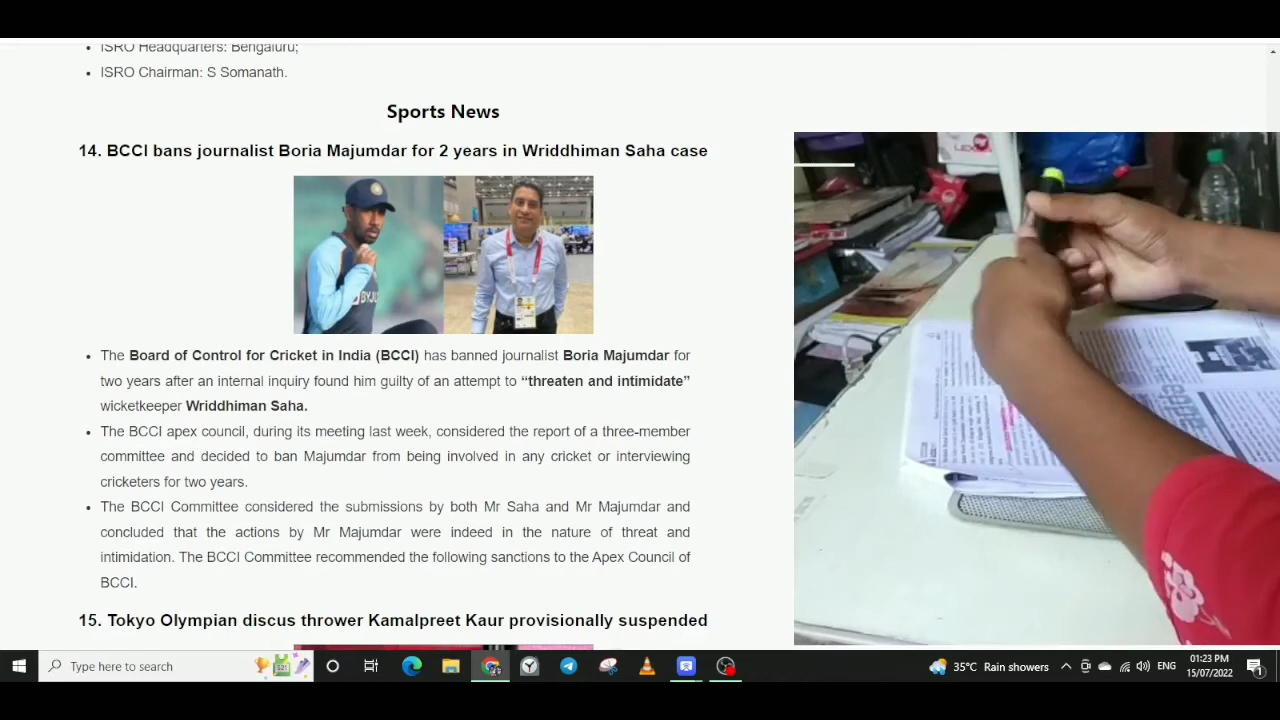 ISRO Headquarters: Bengaluru;
ISRO Chairman: S Somanath.
Sports News
14. BCCI bans journalist Boria Majumdar for 2 years in Wriddhiman Saha case
The Board of Control for Cricket in India (BCCI) has banned journalist Boria Majumdar for
two years after an internal inquiry found him guilty of an attempt to “threaten and intimidate”
wicketkeeper Wriddhiman Saha.
The BCCI apex council, during its meeting last week, considered the report of a three-member
committee and decided to ban Majumdar from being involved in any cricket or interviewing
cricketers for two years.
The BCCI Committee considered the submissions by both Mr Saha and Mr Majumdar and
concluded that the actions by Mr Majumdar were indeed in the nature of threat and
intimidation. The BCCI Committee recommended the following sanctions to the Apex Council of
BCCI.
15. Tokyo Olympian discus thrower Kamalpreet Kaur provisionally suspended
Type here to search
35°C Rain showers
ENG
01:23 PM
15/07/2022